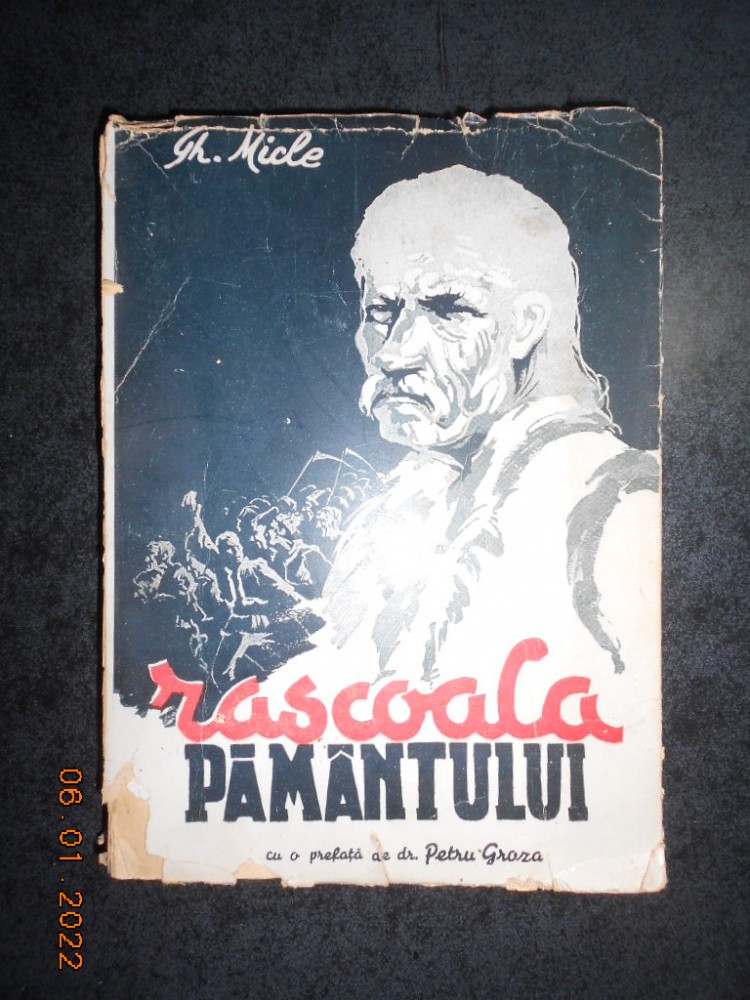 Gh. Micle
rascoala
PĂMÂNTULUI
cu o prefață de dr. Petru Groza
06.01.2022